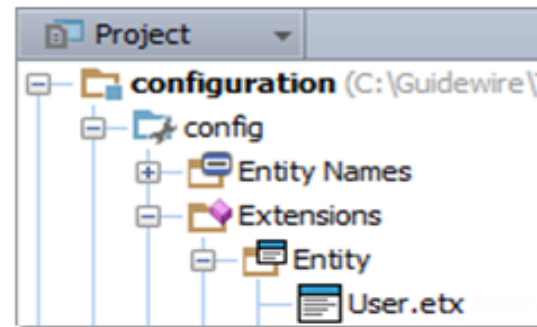 Project
configuration (C:\Guidewire\
config
Entity Names
Extensions
Entity
User.etx